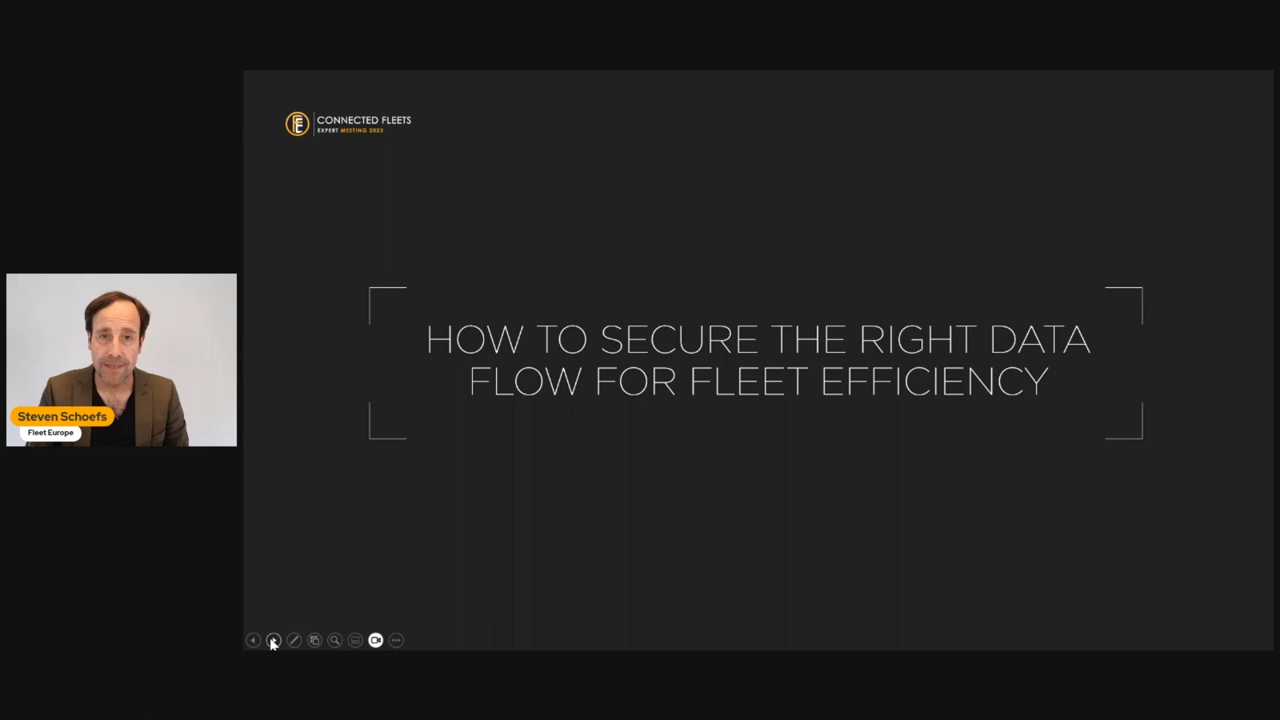 CONNECTED FLEETS
EXPERT MEETING 2023
HOW TO SECURE THE RIGHT DATA
FLOW FOR FLEET EFFICIENCY
Steven Schoefs
Fleet Europe